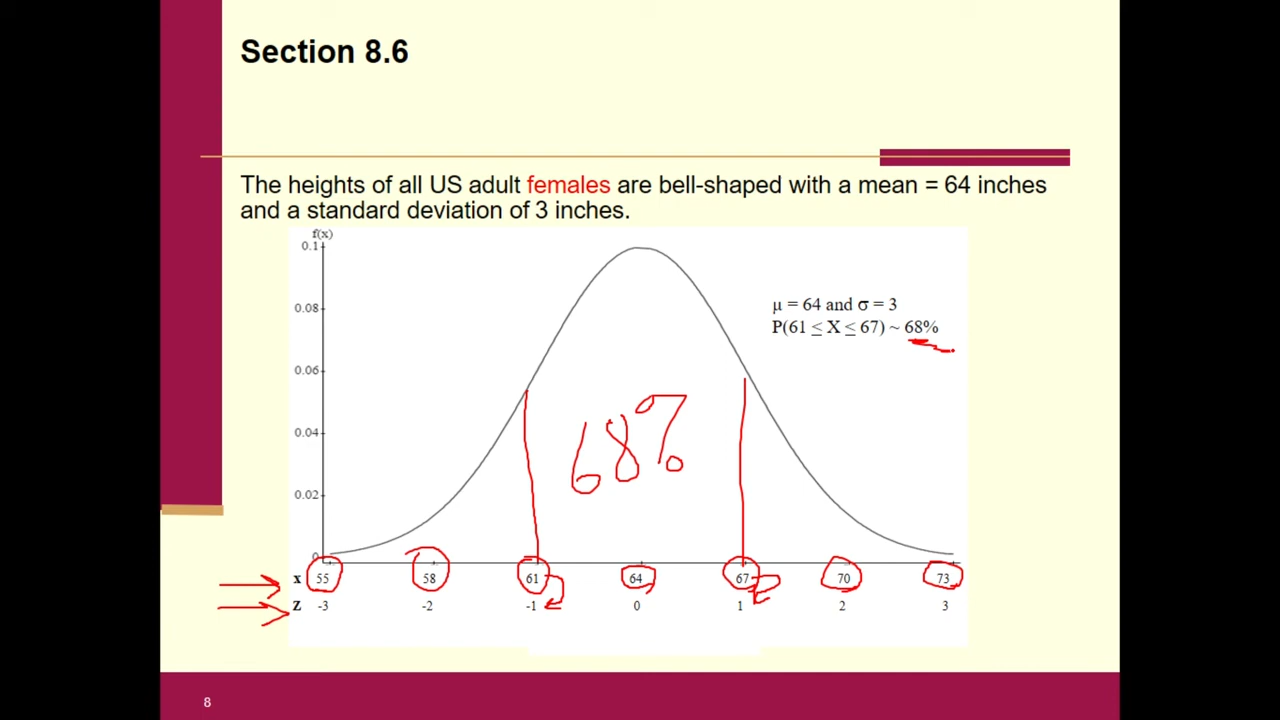 Section 8.6
The heights of all US adult females are bell-shaped with a mean = 64 inches
and a standard deviation of 3 inches.
f(x)
0.1
0.08
μ = 64 and σ = 3
P(61 ≤ X ≤ 67) ~ 68%
0.06
68%
0.04
0.02
0
x 55 58 61 64 67 70 73
Z -3 -2 -1 0 1 2 3
8